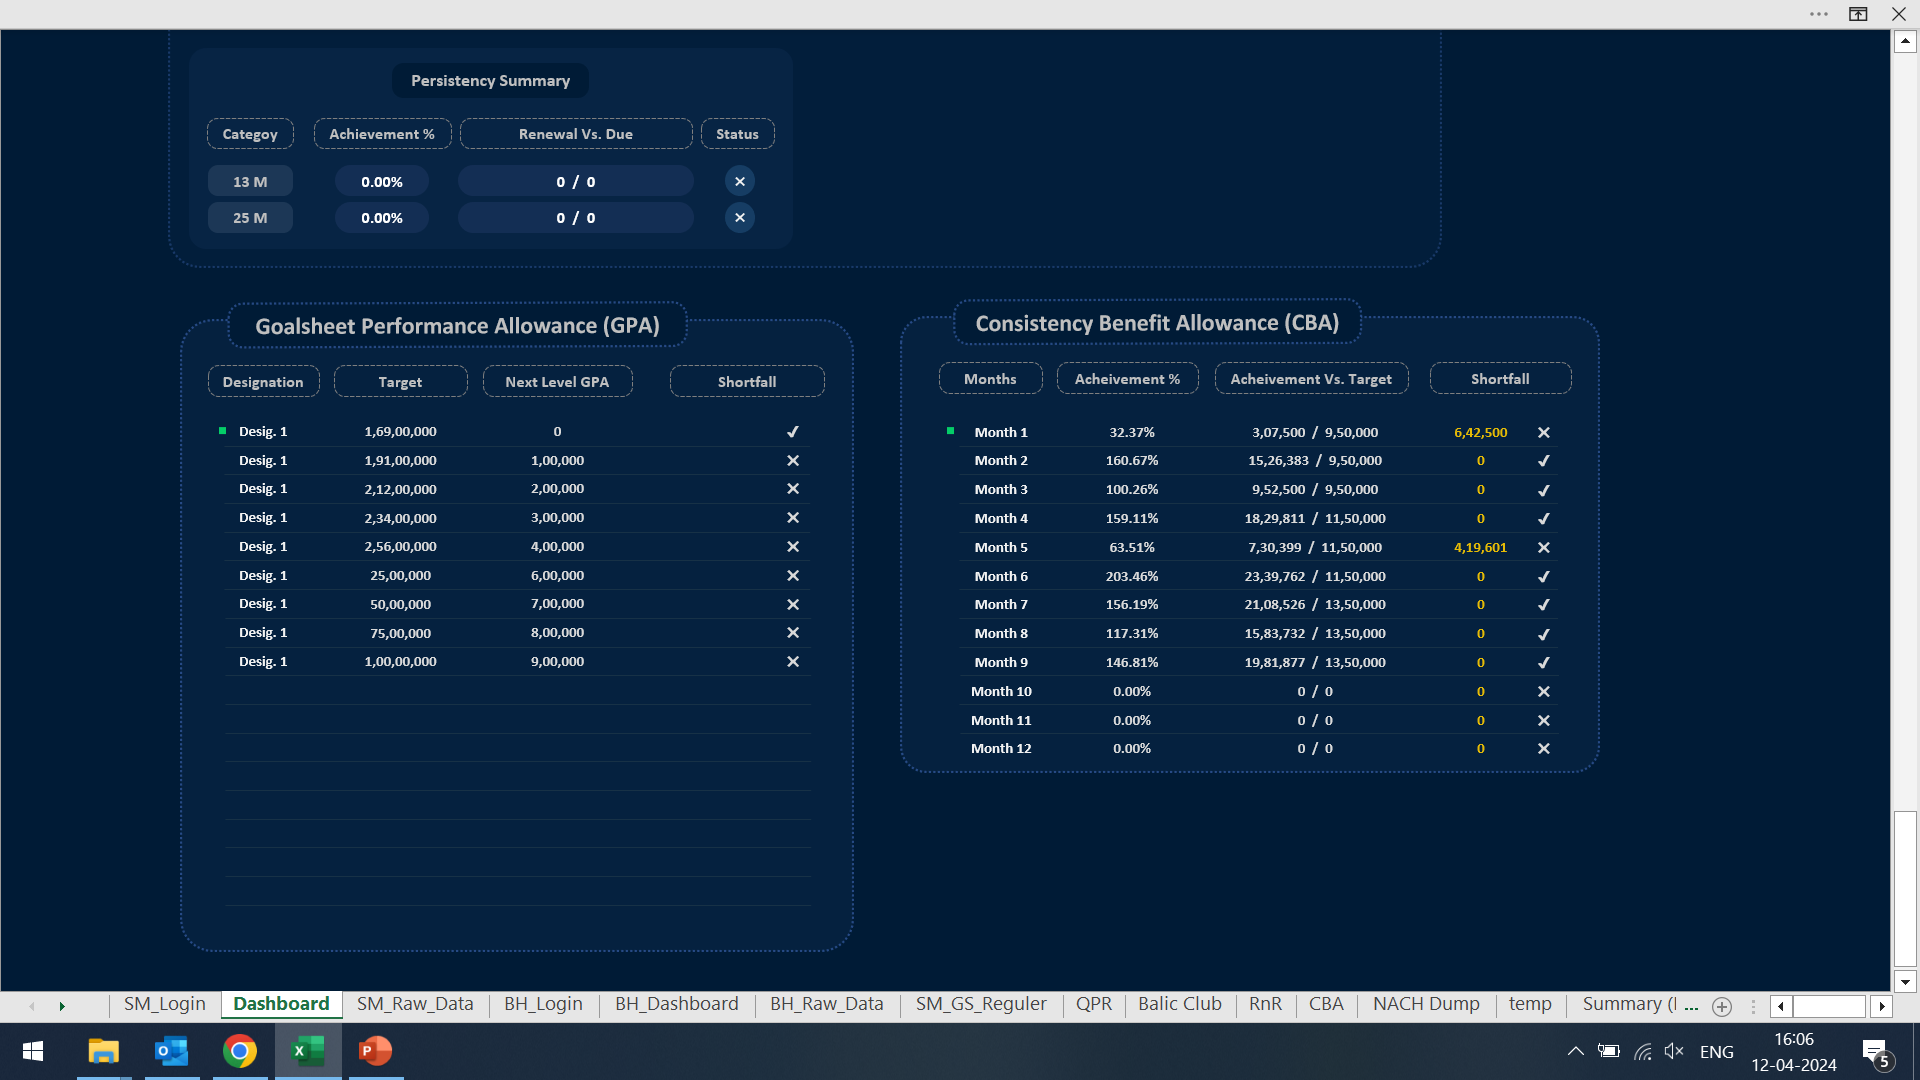 Persistency Summary
Categoy Achievement % Renewal Vs. Due Status
13 M 0.00% 0 / 0
25 M 0.00% 0 / 0
Goalsheet Performance Allowance (GPA)
Designation Target Next Level GPA Shortfall
Desig. 1 1,69,00,000 0 ✓
Desig. 1 1,91,00,000 1,00,000 ✕
Desig. 1 2,12,00,000 2,00,000 ✕
Desig. 1 2,34,00,000 3,00,000 ✕
Desig. 1 2,56,00,000 4,00,000 ✕
Desig. 1 25,00,000 6,00,000 ✕
Desig. 1 50,00,000 7,00,000 ✕
Desig. 1 75,00,000 8,00,000 ✕
Desig. 1 1,00,00,000 9,00,000 ✕
Consistency Benefit Allowance (CBA)
Months Acheivement % Acheivement Vs. Target Shortfall
Month 1 32.37% 3,07,500 / 9,50,000 6,42,500 ✕
Month 2 160.67% 15,26,383 / 9,50,000 0 ✓
Month 3 100.26% 9,52,500 / 9,50,000 0 ✓
Month 4 159.11% 18,29,811 / 11,50,000 0 ✓
Month 5 63.51% 7,30,399 / 11,50,000 4,19,601 ✕
Month 6 203.46% 23,39,762 / 11,50,000 0 ✓
Month 7 156.19% 21,08,526 / 13,50,000 0 ✓
Month 8 117.31% 15,83,732 / 13,50,000 0 ✓
Month 9 146.81% 19,81,877 / 13,50,000 0 ✓
Month 10 0.00% 0 / 0 0 ✕
Month 11 0.00% 0 / 0 0 ✕
Month 12 0.00% 0 / 0 0 ✕
SM_Login Dashboard SM_Raw_Data BH_Login BH_Dashboard BH_Raw_Data SM_GS_Reguler QPR Balic Club RnR CBA NACH Dump temp Summary (I ...
ENG
16:06
12-04-2024
5